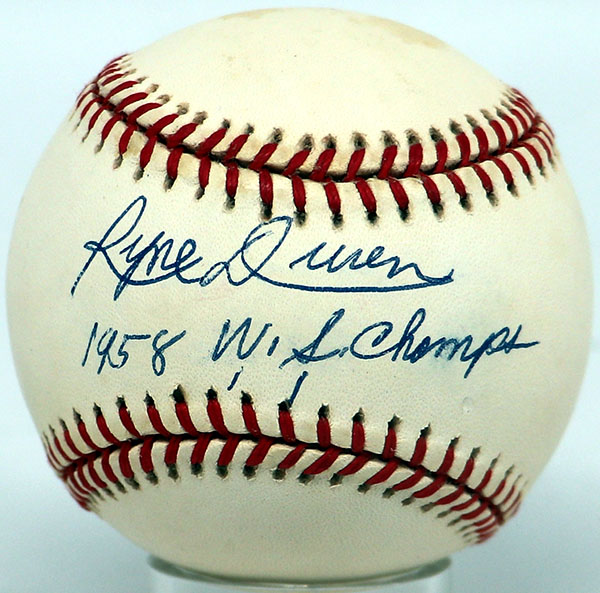 Ryne Duren
1958 W.S. Champs